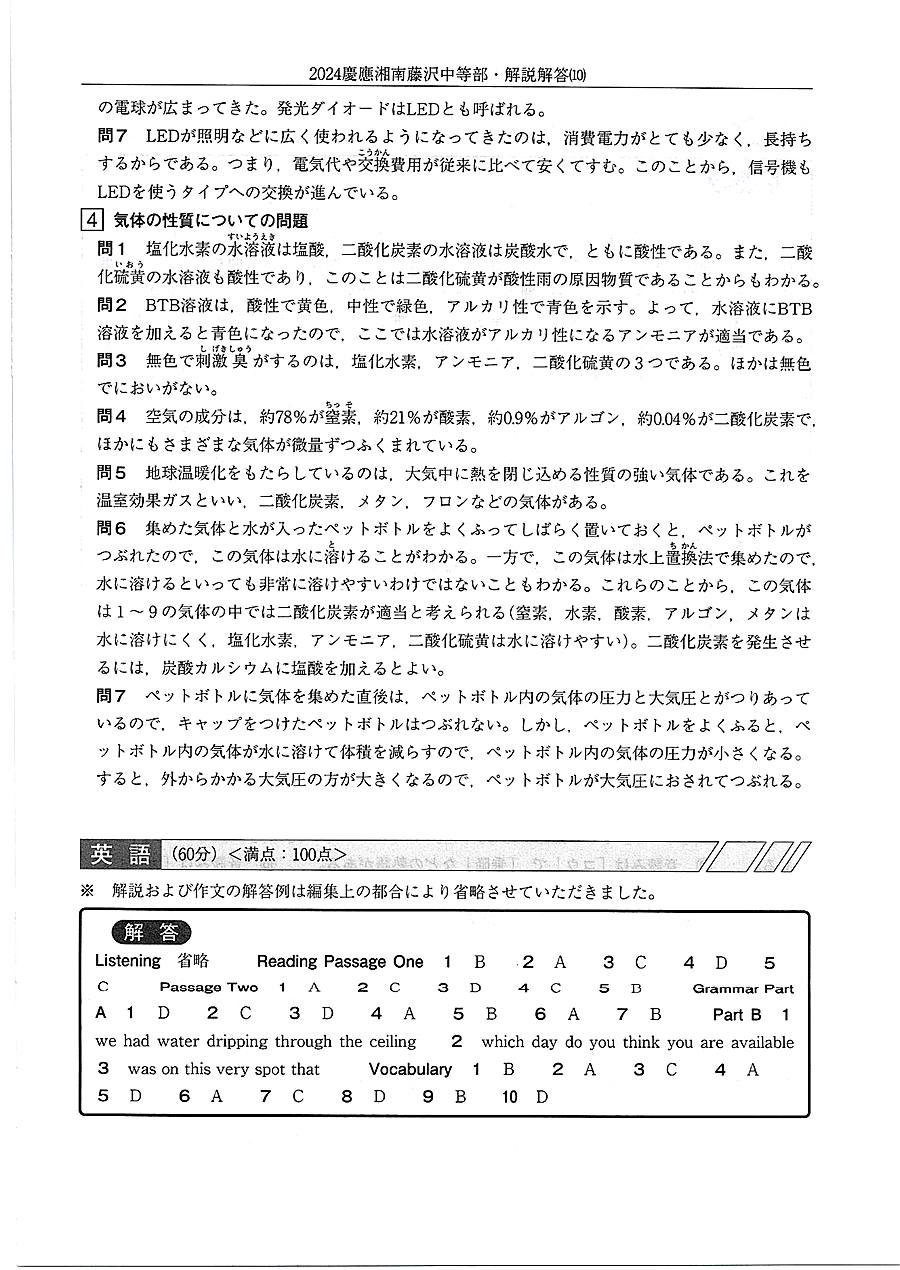 2024慶應湘南藤沢中等部・解説解答⑽
の電球が広まってきた。発光ダイオードはLEDとも呼ばれる。
問7 LEDが照明などに広く使われるようになってきたのは，消費電力がとても少なく，長持ち
するからである。つまり，電気代や交換費用が従来に比べて安くてすむ。このことから，信号機も
LEDを使うタイプへの交換が進んでいる。
4 気体の性質についての問題
問1 塩化水素の水溶液は塩酸，二酸化炭素の水溶液は炭酸水で，ともに酸性である。また，二酸
化硫黄の水溶液も酸性であり，このことは二酸化硫黄が酸性雨の原因物質であることからもわかる。
問2 BTB溶液は，酸性で黄色，中性で緑色，アルカリ性で青色を示す。よって，水溶液にBTB
溶液を加えると青色になったので，ここでは水溶液がアルカリ性になるアンモニアが適当である。
問3 無色で刺激臭がするのは，塩化水素，アンモニア，二酸化硫黄の3つである。ほかは無色
でにおいがない。
問4 空気の成分は，約78%が窒素，約21%が酸素，約0.9%がアルゴン，約0.04%が二酸化炭素で，
ほかにもさまざまな気体が微量ずつふくまれている。
問5 地球温暖化をもたらしているのは，大気中に熱を閉じ込める性質の強い気体である。これを
温室効果ガスといい，二酸化炭素，メタン，フロンなどの気体がある。
問6 集めた気体と水が入ったペットボトルをよくふってしばらく置いておくと，ペットボトルが
つぶれたので，この気体は水に溶けることがわかる。一方で，この気体は水上置換法で集めたので，
水に溶けるといっても非常に溶けやすいわけではないこともわかる。これらのことから，この気体
は1～9の気体の中では二酸化炭素が適当と考えられる(窒素，水素，酸素，アルゴン，メタンは
水に溶けにくく，塩化水素，アンモニア，二酸化硫黄は水に溶けやすい)。二酸化炭素を発生させ
るには，炭酸カルシウムに塩酸を加えるとよい。
問7 ペットボトルに気体を集めた直後は，ペットボトル内の気体の圧力と大気圧とがつりあって
いるので，キャップをつけたペットボトルはつぶれない。しかし，ペットボトルをよくふると，ペ
ットボトル内の気体が水に溶けて体積を減らすので，ペットボトル内の気体の圧力が小さくなる。
すると，外からかかる大気圧の方が大きくなるので，ペットボトルが大気圧におされてつぶれる。
英語 (60分) <満点：100点>
※ 解説および作文の解答例は編集上の都合により省略させていただきました。
解答
Listening 省略 Reading Passage One 1 B 2 A 3 C 4 D 5
C Passage Two 1 A 2 C 3 D 4 C 5 B Grammar Part
A 1 D 2 C 3 D 4 A 5 B 6 A 7 B Part B 1
we had water dripping through the ceiling 2 which day do you think you are available
3 was on this very spot that Vocabulary 1 B 2 A 3 C 4 A
5 D 6 A 7 C 8 D 9 B 10 D